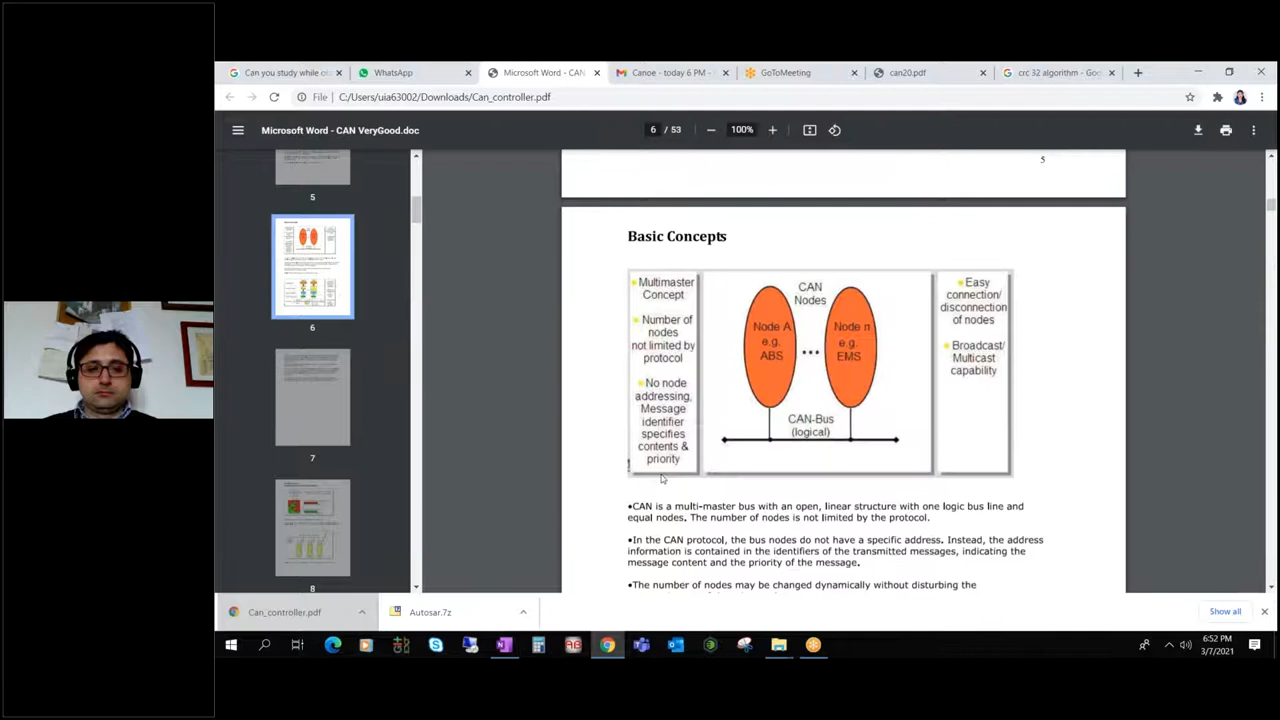 Can you study while ol
WhatsApp
Microsoft Word - CAN
Canoe - today 6 PM -
GoToMeeting
can20.pdf
crc 32 algorithm - Goo
File
C:/Users/uia63002/Downloads/Can_controller.pdf
Microsoft Word - CAN VeryGood.doc
6 / 53
100%
5
6
7
8
5
Basic Concepts
Multimaster
Concept
Number of
nodes
not limited by
protocol
No node
addressing,
Message
identifier
specifies
contents &
priority
CAN
Nodes
Node A
e.g.
ABS
...
Node n
e.g.
EMS
CAN-Bus
(logical)
Easy
connection/
disconnection
of nodes
Broadcast/
Multicast
capability
•CAN is a multi-master bus with an open, linear structure with one logic bus line and
equal nodes. The number of nodes is not limited by the protocol.
•In the CAN protocol, the bus nodes do not have a specific address. Instead, the address
information is contained in the identifiers of the transmitted messages, indicating the
message content and the priority of the message.
•The number of nodes may be changed dynamically without disturbing the
Can_controller.pdf
Autosar.7z
Show all
6:52 PM
3/7/2021